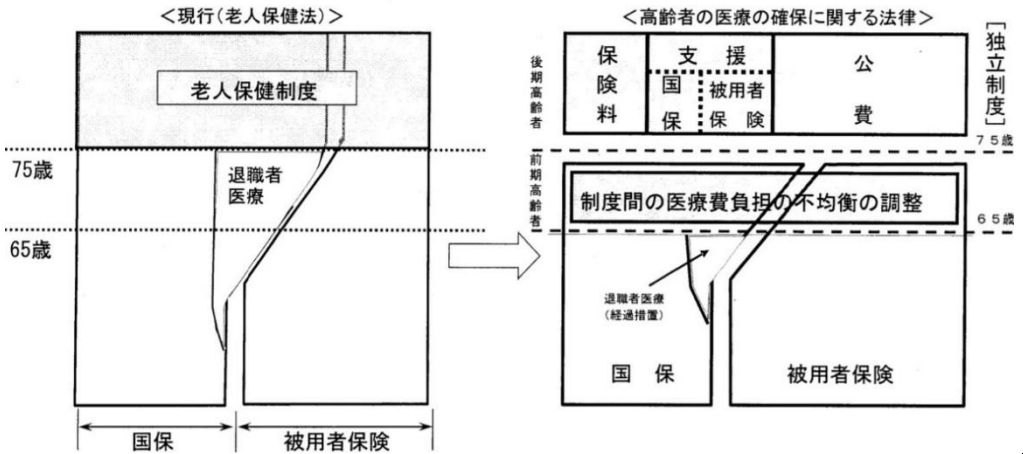 ＜現行（老人保健法）＞
老人保健制度
75歳
退職者
医療
65歳
国保
被用者保険
＜高齢者の医療の確保に関する法律＞
後期高齢者
保険料
支援
国保
被用者
保険
公費
［独立制度］
７５歳
前期高齢者
制度間の医療費負担の不均衡の調整
６５歳
退職者医療
（経過措置）
国保
被用者保険